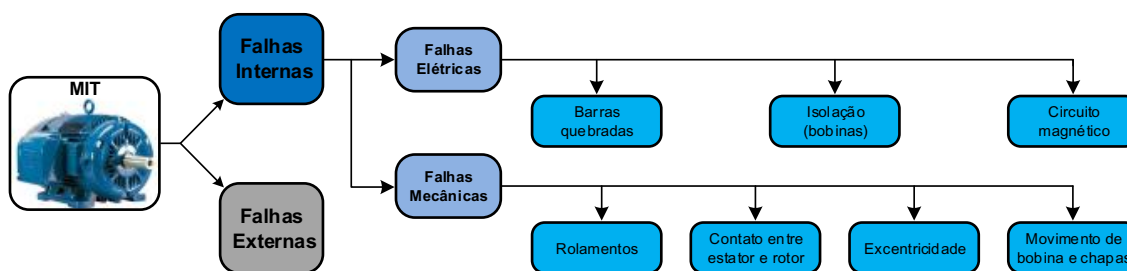 MIT
Falhas
Internas
Falhas
Externas
Falhas
Elétricas
Barras
quebradas
Isolação
(bobinas)
Circuito
magnético
Falhas
Mecânicas
Rolamentos
Contato entre
estator e rotor
Excentricidade
Movimento de
bobina e chapas